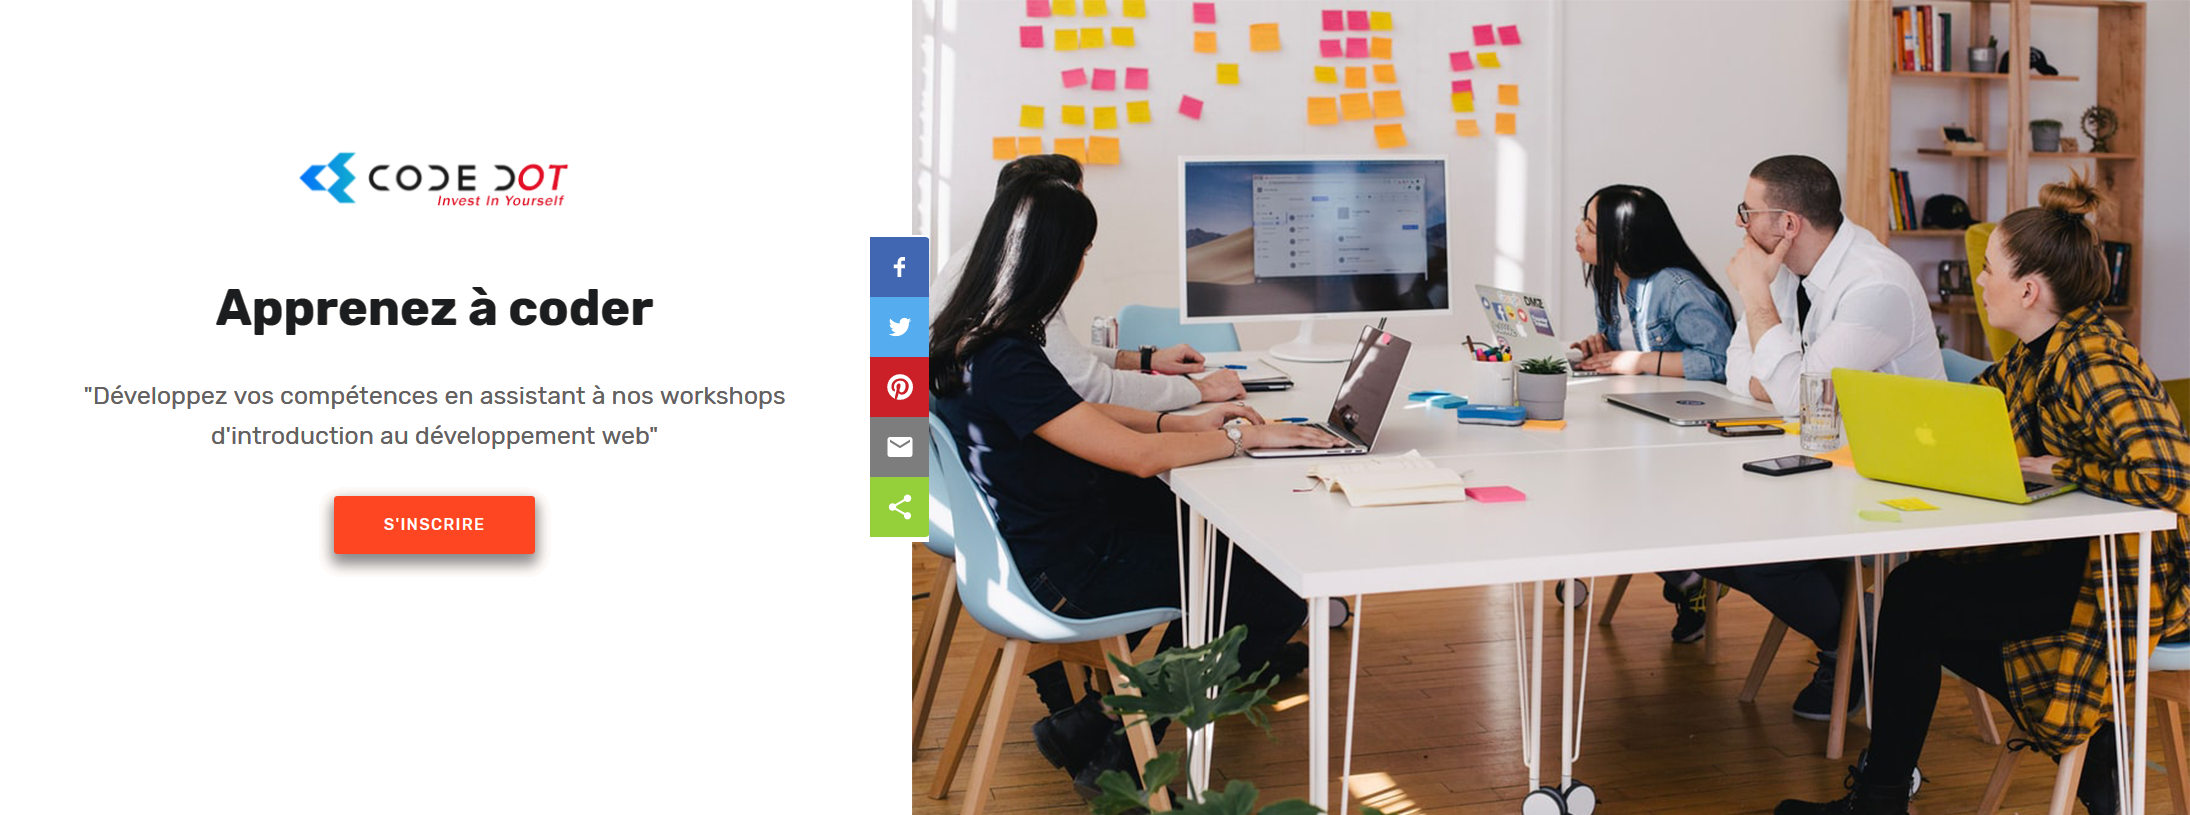 CODE DOT
Invest In Yourself
Apprenez à coder
"Développez vos compétences en assistant à nos workshops
d'introduction au développement web"
S'INSCRIRE